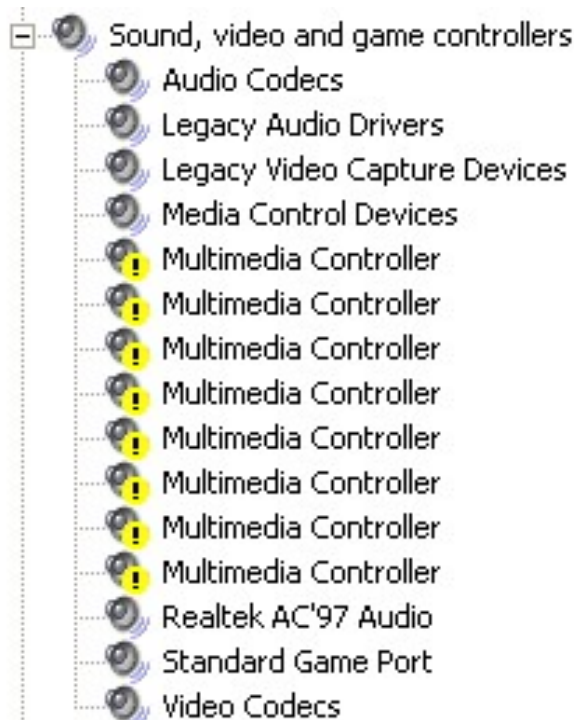 Sound, video and game controllers
Audio Codecs
Legacy Audio Drivers
Legacy Video Capture Devices
Media Control Devices
Multimedia Controller
Multimedia Controller
Multimedia Controller
Multimedia Controller
Multimedia Controller
Multimedia Controller
Multimedia Controller
Multimedia Controller
Realtek AC'97 Audio
Standard Game Port
Video Codecs